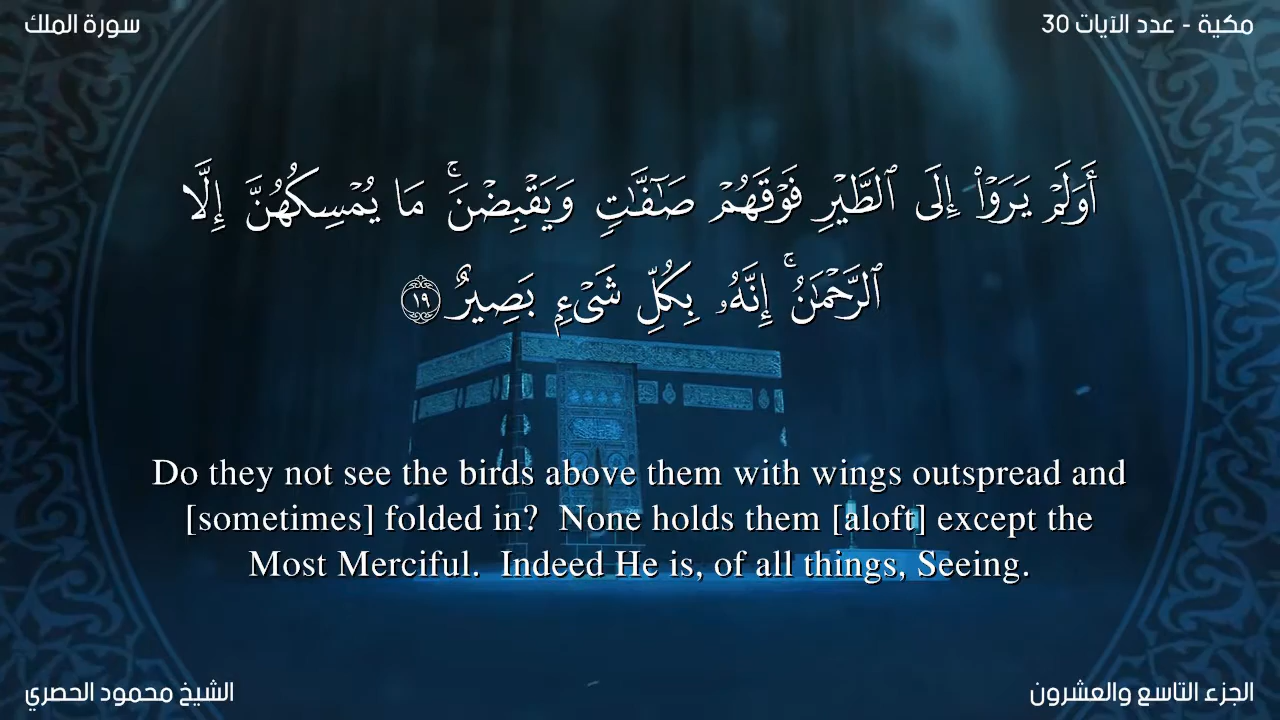 مكية - عدد الآيات 30
سورة الملك
أَوَلَمْ يَرَوْا۟ إِلَى ٱلطَّيْرِ فَوْقَهُمْ صَـٰٓفَّـٰتٍ وَيَقْبِضْنَ ۚ مَا يُمْسِكُهُنَّ إِلَّا
ٱلرَّحْمَـٰنُ ۚ إِنَّهُۥ بِكُلِّ شَىْءٍۭ بَصِيرٌ ١٩
Do they not see the birds above them with wings outspread and
[sometimes] folded in?  None holds them [aloft] except the
Most Merciful.  Indeed He is, of all things, Seeing.
الجزء التاسع والعشرون
الشيخ محمود الحصري